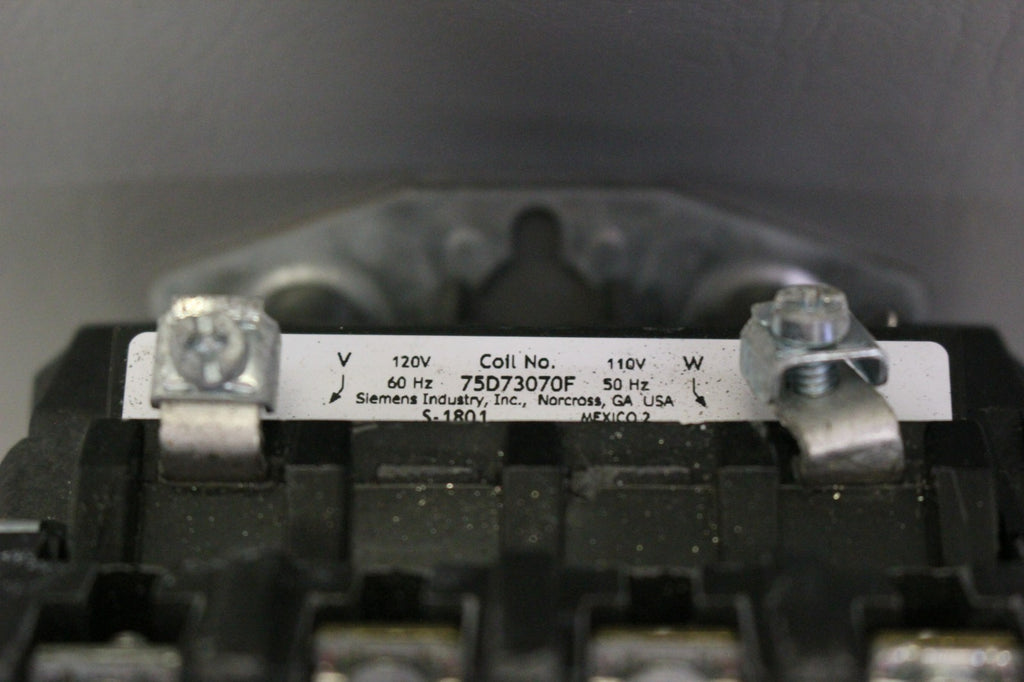 V 120V Coil No. 110V W
60 Hz 75D73070F 50 Hz
Siemens Industry, Inc., Norcross, GA USA
S-1801 MEXICO 2